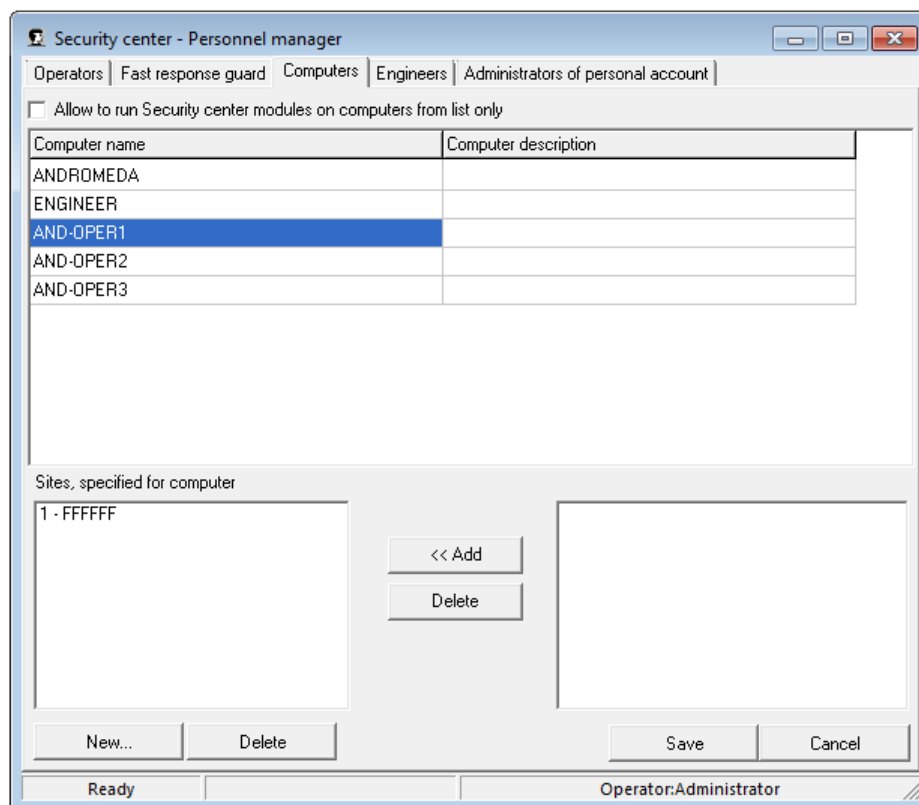 Security center - Personnel manager
Operators Fast response guard Computers Engineers Administrators of personal account
Allow to run Security center modules on computers from list only
Computer name Computer description
ANDROMEDA
ENGINEER
AND-OPER1
AND-OPER2
AND-OPER3
Sites, specified for computer
1 - FFFFFF
<< Add
Delete
New... Delete Save Cancel
Ready Operator:Administrator